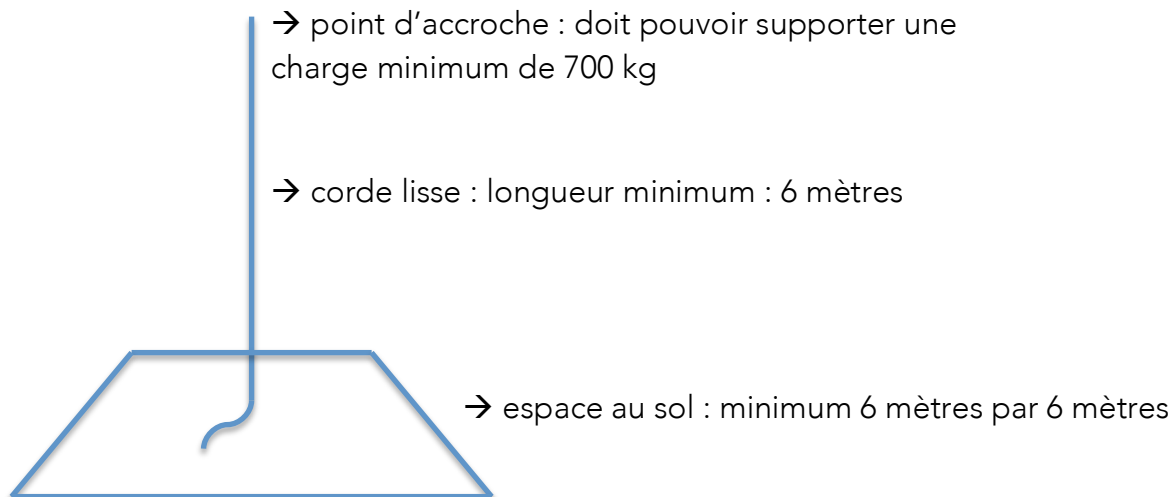 → point d’accroche : doit pouvoir supporter une
charge minimum de 700 kg
→ corde lisse : longueur minimum : 6 mètres
→ espace au sol : minimum 6 mètres par 6 mètres